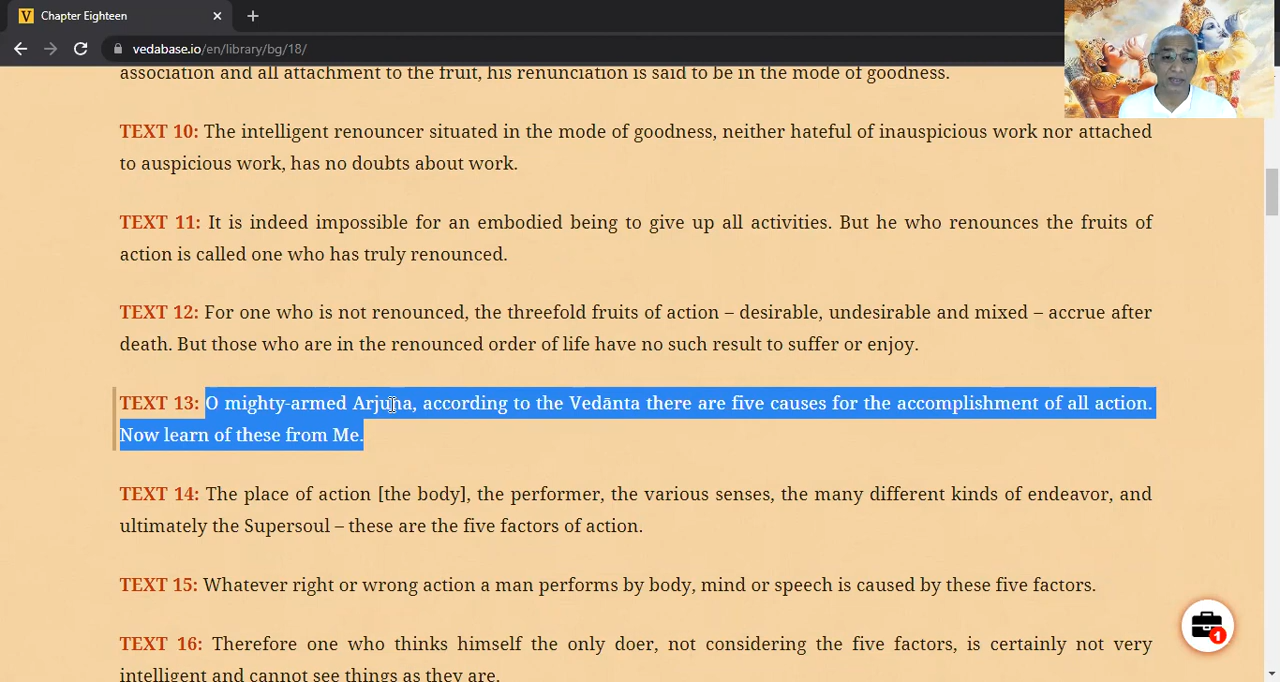 Chapter Eighteen
vedabase.io/en/library/bg/18/
association and all attachment to the fruit, his renunciation is said to be in the mode of goodness.
TEXT 10: The intelligent renouncer situated in the mode of goodness, neither hateful of inauspicious work nor attached
to auspicious work, has no doubts about work.
TEXT 11: It is indeed impossible for an embodied being to give up all activities. But he who renounces the fruits of
action is called one who has truly renounced.
TEXT 12: For one who is not renounced, the threefold fruits of action – desirable, undesirable and mixed – accrue after
death. But those who are in the renounced order of life have no such result to suffer or enjoy.
TEXT 13: O mighty-armed Arjuna, according to the Vedānta there are five causes for the accomplishment of all action.
Now learn of these from Me.
TEXT 14: The place of action [the body], the performer, the various senses, the many different kinds of endeavor, and
ultimately the Supersoul – these are the five factors of action.
TEXT 15: Whatever right or wrong action a man performs by body, mind or speech is caused by these five factors.
1
TEXT 16: Therefore one who thinks himself the only doer, not considering the five factors, is certainly not very
intelligent and cannot see things as they are.